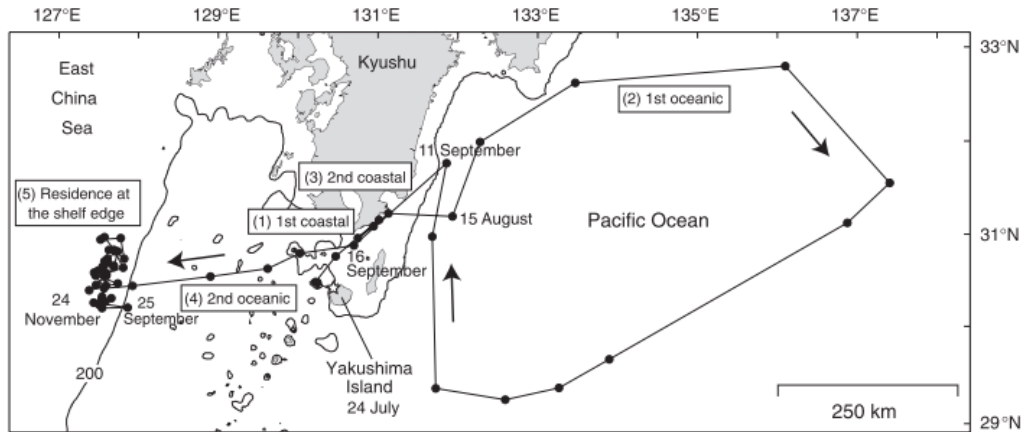 127°E 129°E 131°E 133°E 135°E 137°E
33°N
East
China
Sea
Kyushu
(2) 1st oceanic
11 September
(3) 2nd coastal
(5) Residence at
the shelf edge
(1) 1st coastal
15 August
Pacific Ocean
31°N
16
September
(4) 2nd oceanic
24
November
25
September
Yakushima
Island
24 July
200
250 km
29°N